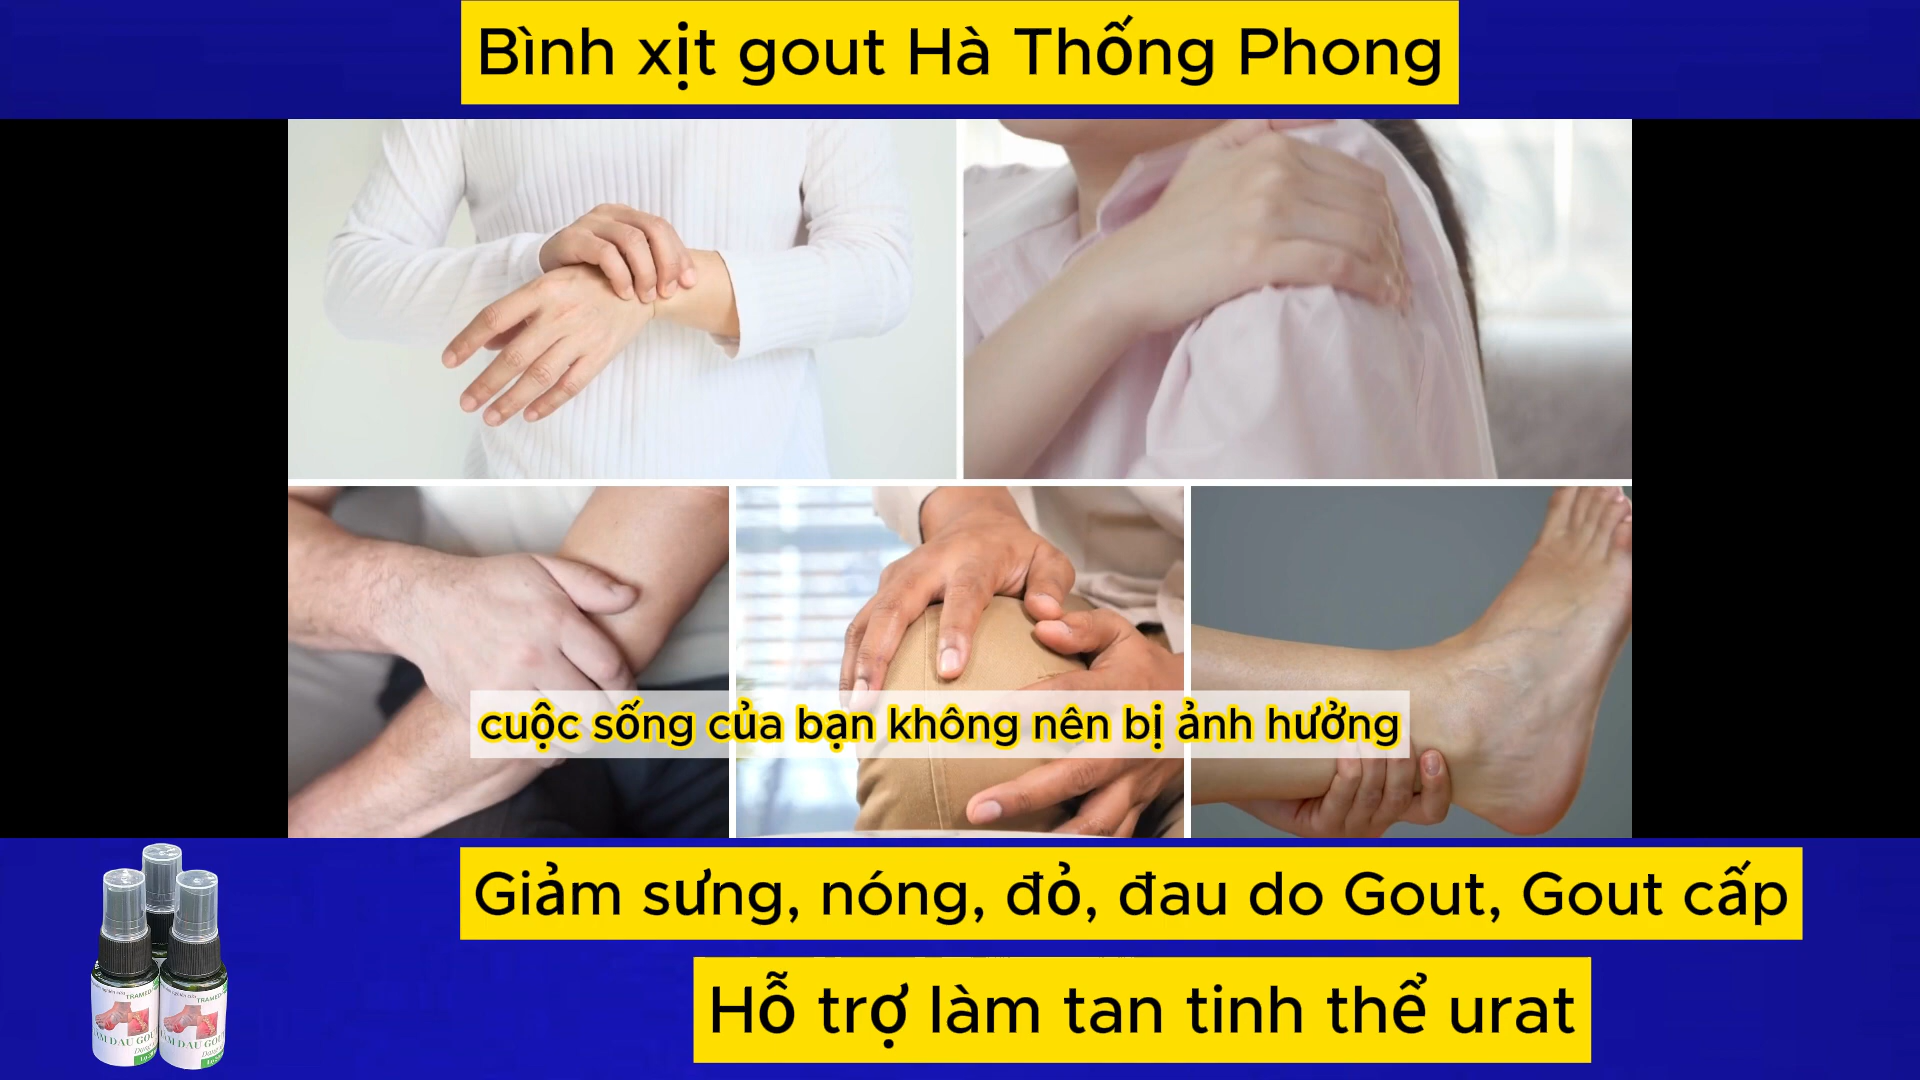 Bình xịt gout Hà Thống Phong
cuộc sống của bạn không nên bị ảnh hưởng
Giảm sưng, nóng, đỏ, đau do Gout, Gout cấp
Hỗ trợ làm tan tinh thể urat